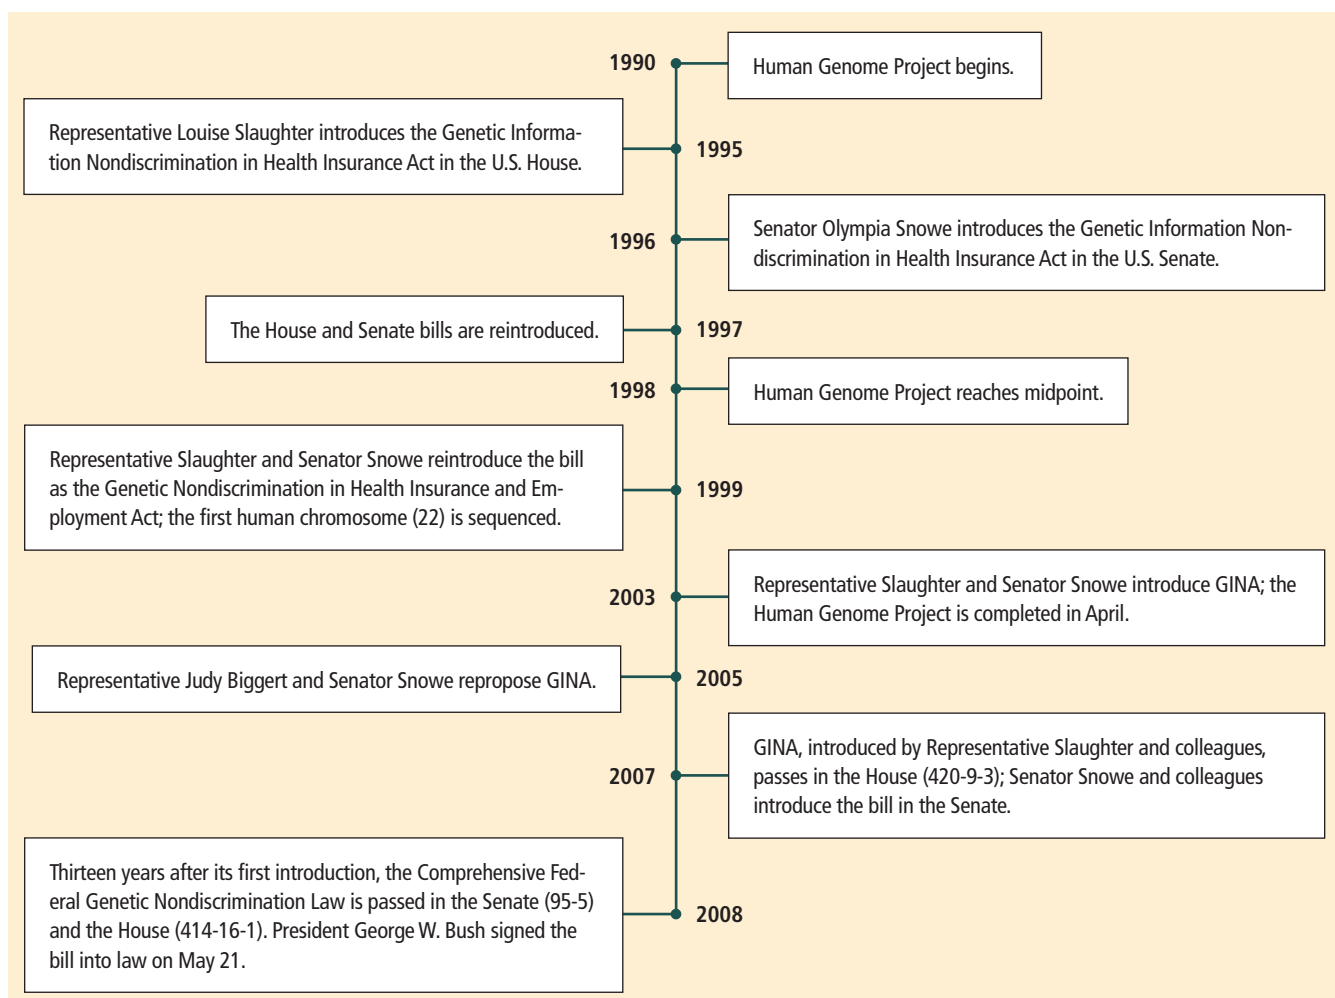 1990
Human Genome Project begins.
Representative Louise Slaughter introduces the Genetic Informa-
tion Nondiscrimination in Health Insurance Act in the U.S. House.
1995
Senator Olympia Snowe introduces the Genetic Information Non-
discrimination in Health Insurance Act in the U.S. Senate.
1996
The House and Senate bills are reintroduced.
1997
1998
Human Genome Project reaches midpoint.
Representative Slaughter and Senator Snowe reintroduce the bill
as the Genetic Nondiscrimination in Health Insurance and Em-
ployment Act; the first human chromosome (22) is sequenced.
1999
2003
Representative Slaughter and Senator Snowe introduce GINA; the
Human Genome Project is completed in April.
Representative Judy Biggert and Senator Snowe repropose GINA.
2005
2007
GINA, introduced by Representative Slaughter and colleagues,
passes in the House (420-9-3); Senator Snowe and colleagues
introduce the bill in the Senate.
Thirteen years after its first introduction, the Comprehensive Fed-
eral Genetic Nondiscrimination Law is passed in the Senate (95-5)
and the House (414-16-1). President George W. Bush signed the
bill into law on May 21.
2008